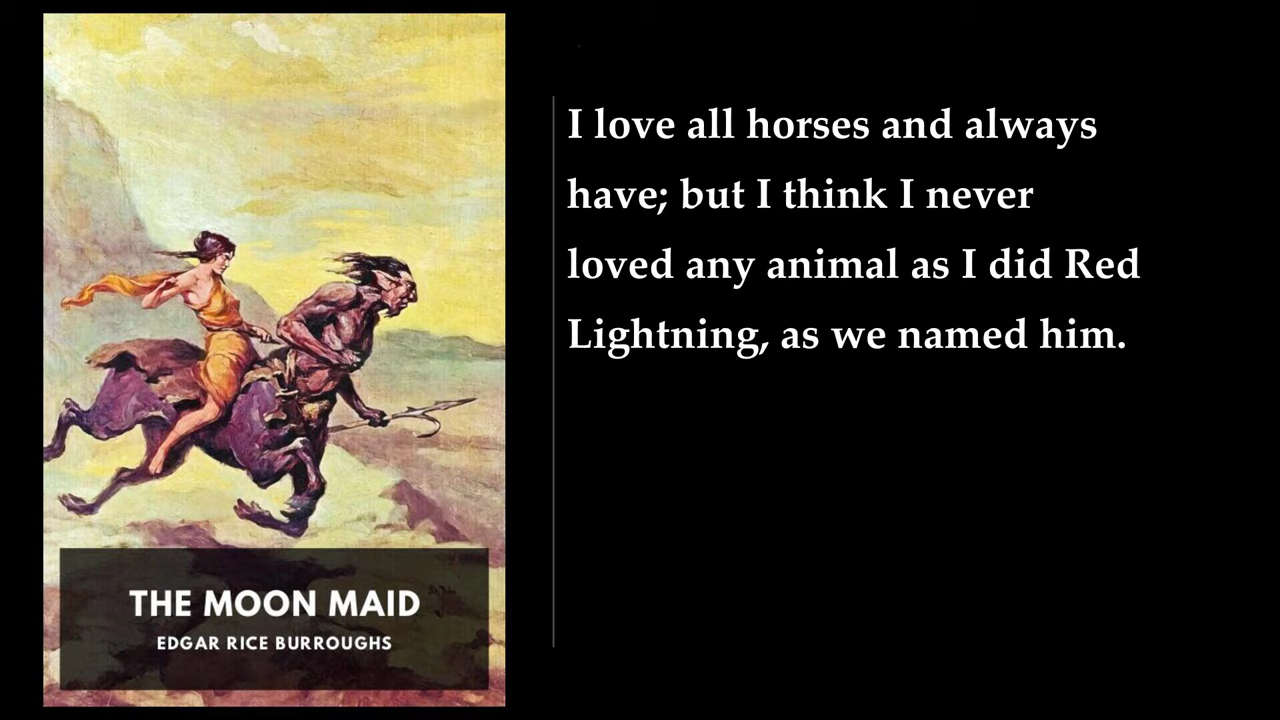 I love all horses and always
have; but I think I never
loved any animal as I did Red
Lightning, as we named him.
THE MOON MAID
EDGAR RICE BURROUGHS